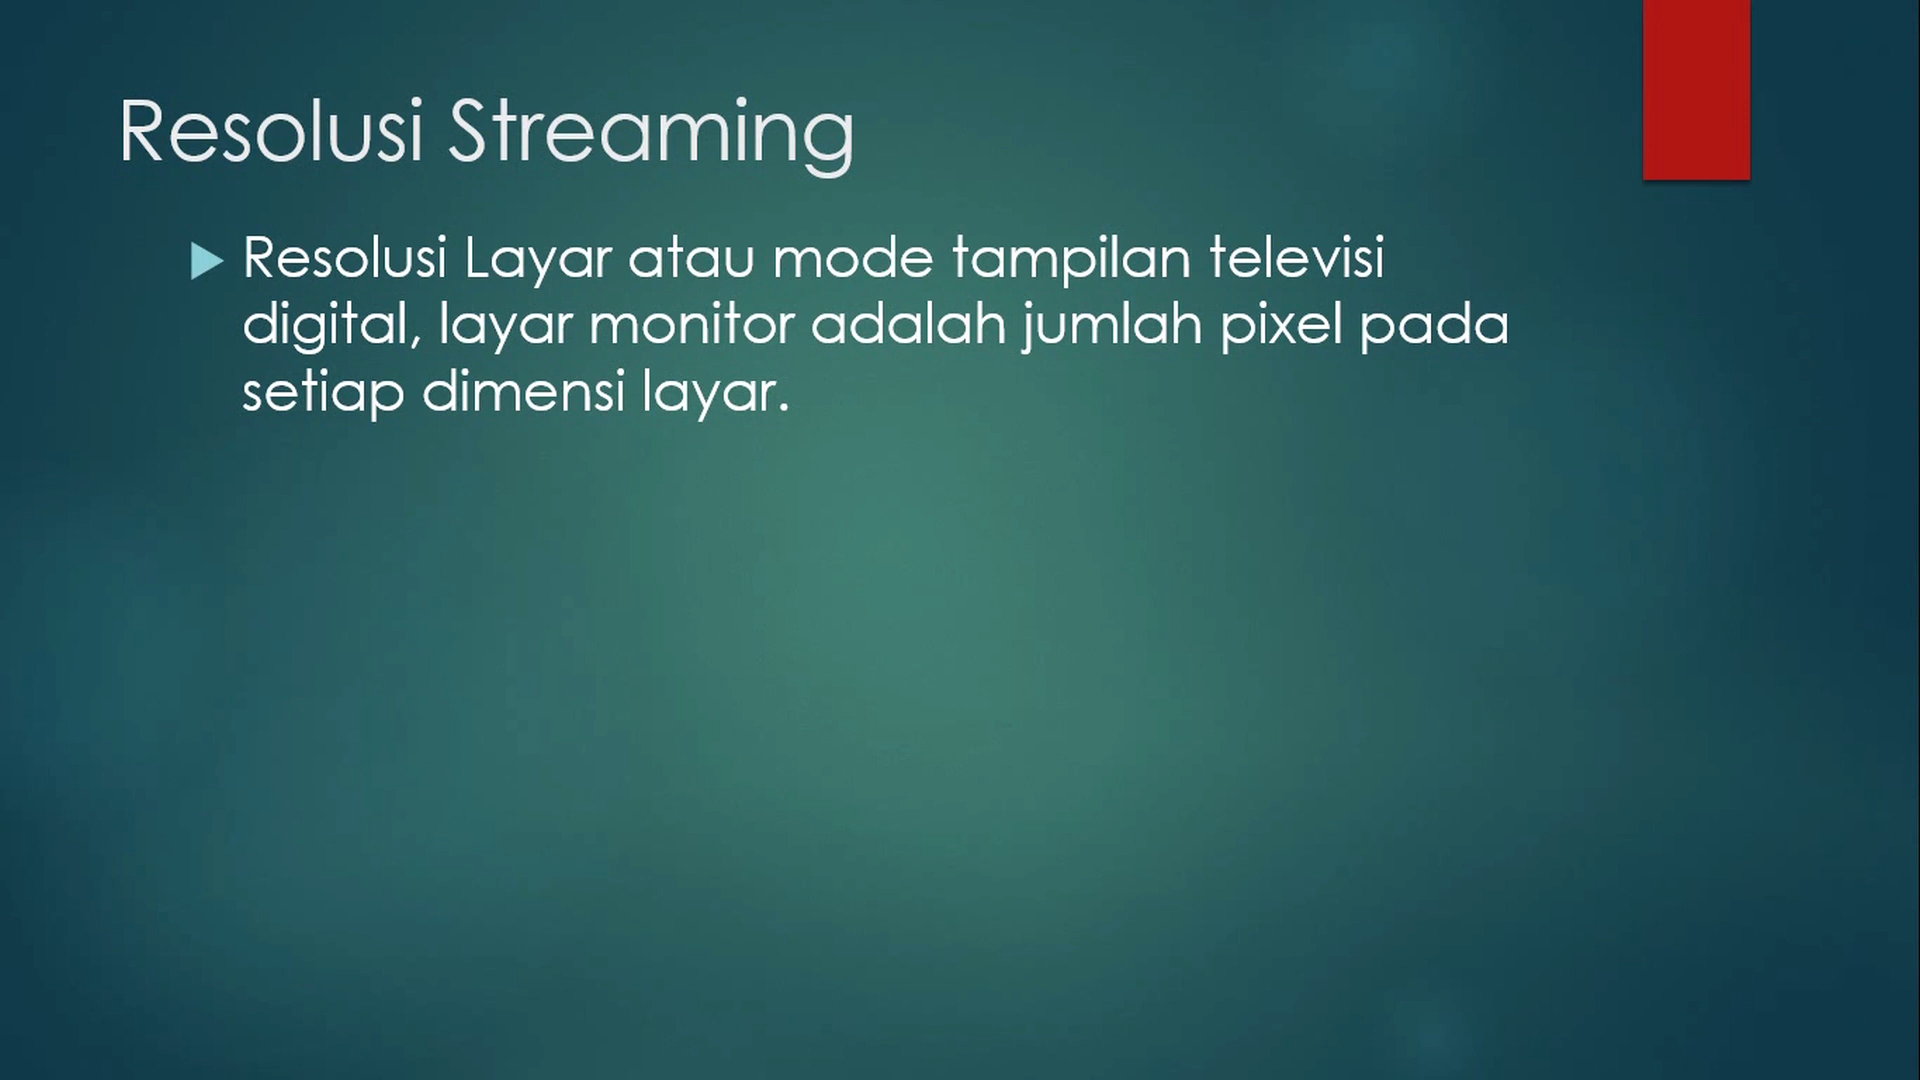 Resolusi Streaming
Resolusi Layar atau mode tampilan televisi
digital, layar monitor adalah jumlah pixel pada
setiap dimensi layar.